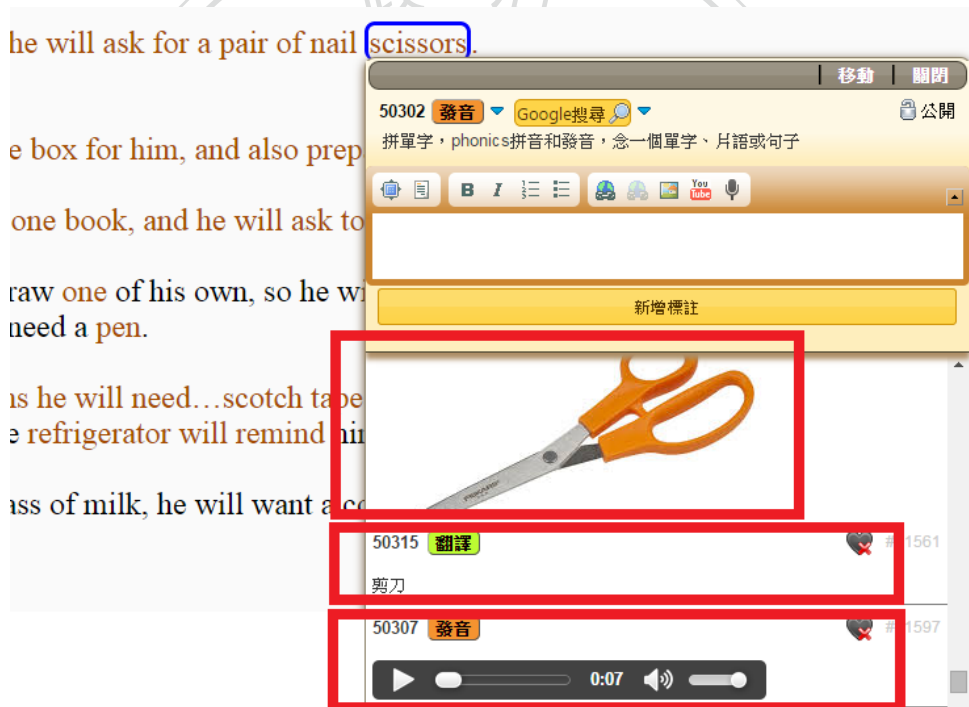 he will ask for a pair of nail scissors.
移動 關閉
50302 發音 Google搜尋 公開
拼單字，phonics拼音和發音，念一個單字、片語或句子
e box for him, and also prep
B I You Tube
one book, and he will ask to
raw one of his own, so he wi
need a pen.
新增標註
ns he will need…scotch tape
e refrigerator will remind hin
FISKARS
ass of milk, he will want a co
50315 翻譯 #1561
剪刀
50307 發音 #1597
0:07